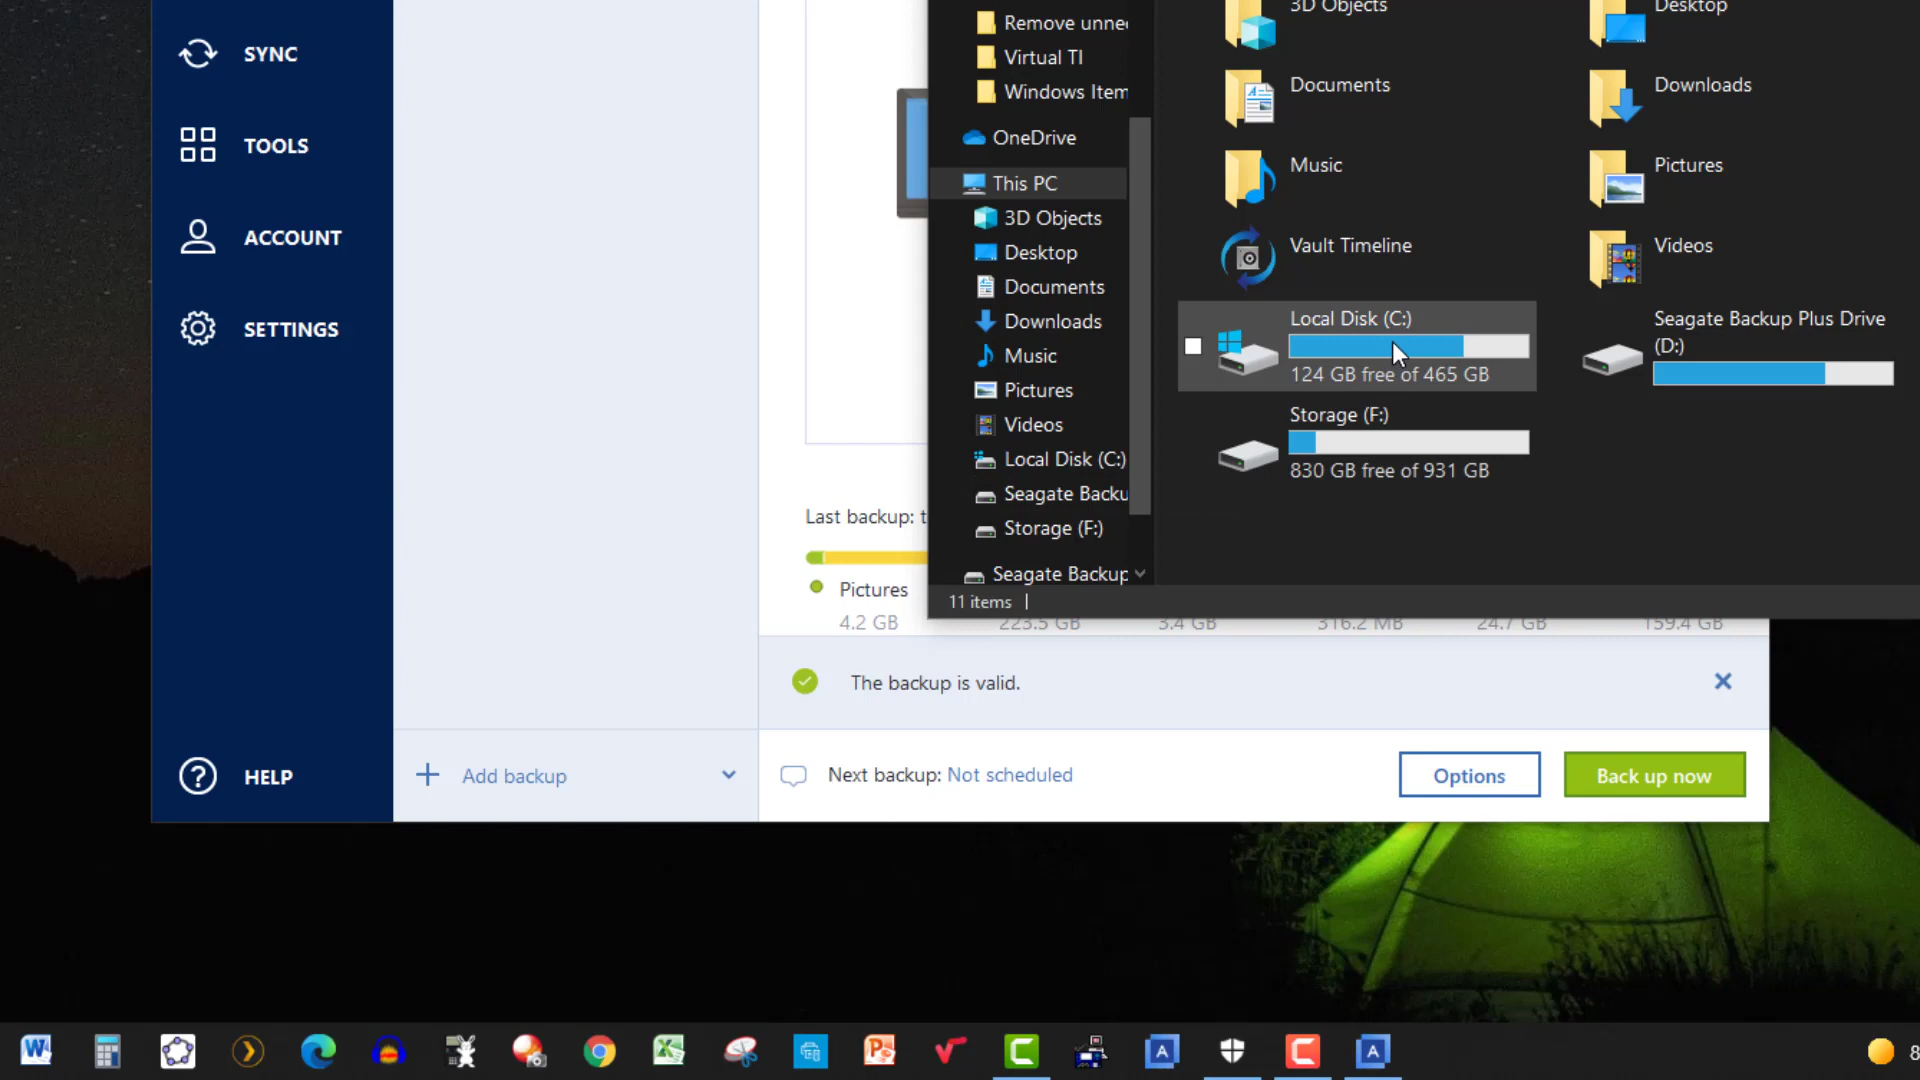 SYNC
TOOLS
ACCOUNT
SETTINGS
HELP
Add backup
Last backup: t
Pictures
4.2 GB
223.5 GB
3.4 GB
316.2 MB
24.7 GB
159.4 GB
The backup is valid.
Next backup: Not scheduled
Options
Back up now
Remove unne
Virtual TI
Windows Item
OneDrive
This PC
3D Objects
Desktop
Documents
Downloads
Music
Pictures
Videos
Local Disk (C:)
Seagate Backu
Storage (F:)
Seagate Backup
11 items
3D Objects
Desktop
Documents
Downloads
Music
Pictures
Vault Timeline
Videos
Local Disk (C:)
124 GB free of 465 GB
Seagate Backup Plus Drive
(D:)
Storage (F:)
830 GB free of 931 GB
8